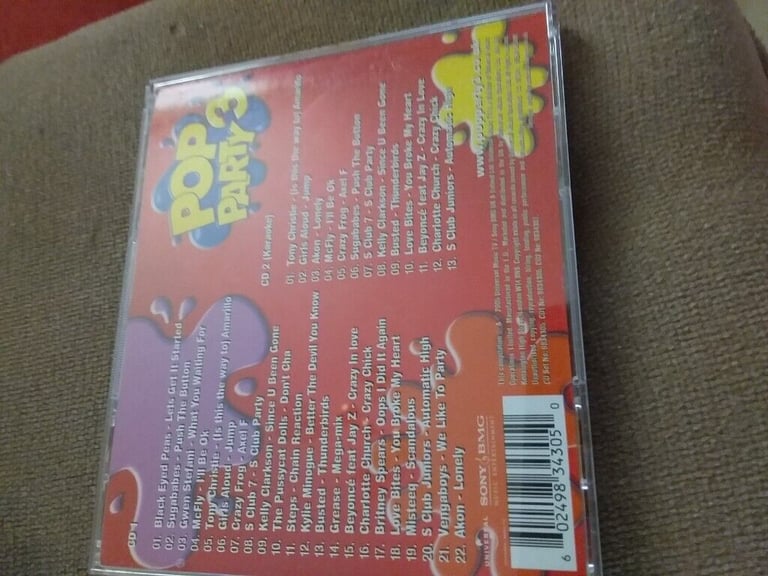 POP
PARTY 3
CD 1
01. Black Eyed Peas - Lets Get It Started
02. Sugababes - Push The Button
03. Gwen Stefani - What You Waiting For
04. McFly - I'll Be Ok
05. Tony Christie - (Is this the way to) Amarillo
06. Girls Aloud - Jump
07. Crazy Frog - Axel F
08. S Club 7 - S Club Party
09. Kelly Clarkson - Since U Been Gone
10. The Pussycat Dolls - Don't Cha
11. Steps - Chain Reaction
12. Kylie Minogue - Better The Devil You Know
13. Busted - Thunderbirds
14. Grease - Mega-mix
15. Beyoncé feat Jay Z - Crazy In love
16. Charlotte Church - Crazy Chick
17. Britney Spears - Oops I Did It Again
18. Love Bites - You Broke My Heart
19. Misteeq - Scandalous
20. S Club Juniors - Automatic High
21. Vengaboys - We Like To Party
22. Akon - Lonely
CD 2 (Karaoke)
01. Tony Christie - (Is this the way to) Amarillo
02. Girls Aloud - Jump
03. Akon - Lonely
04. McFly - I'll Be Ok
05. Crazy Frog - Axel F
06. Sugababes - Push The Button
07. S Club 7 - S Club Party
08. Kelly Clarkson - Since U Been Gone
09. Busted - Thunderbirds
10. Love Bites - You Broke My Heart
11. Beyoncé feat Jay Z - Crazy In Love
12. Charlotte Church - Crazy Chick
13. S Club Juniors - Automatic High
UNIVERSAL
SONY BMG
MUSIC ENTERTAINMENT
6 02498 34305 0